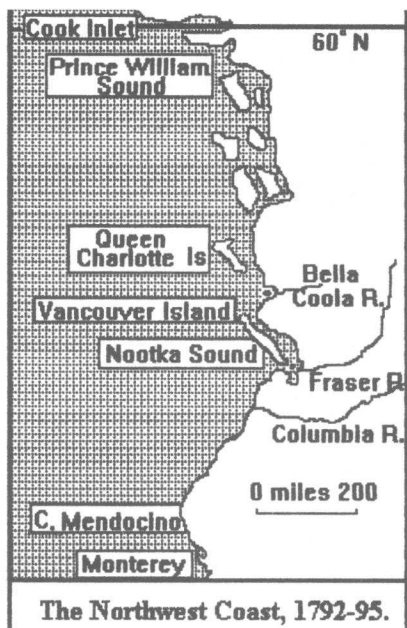 Cook Inlet
60° N
Prince William
Sound
Queen
Charlotte Is
Bella
Coola R.
Vancouver Island
Nootka Sound
Fraser R.
Columbia R.
0 miles 200
C. Mendocino
Monterey
The Northwest Coast, 1792-95.